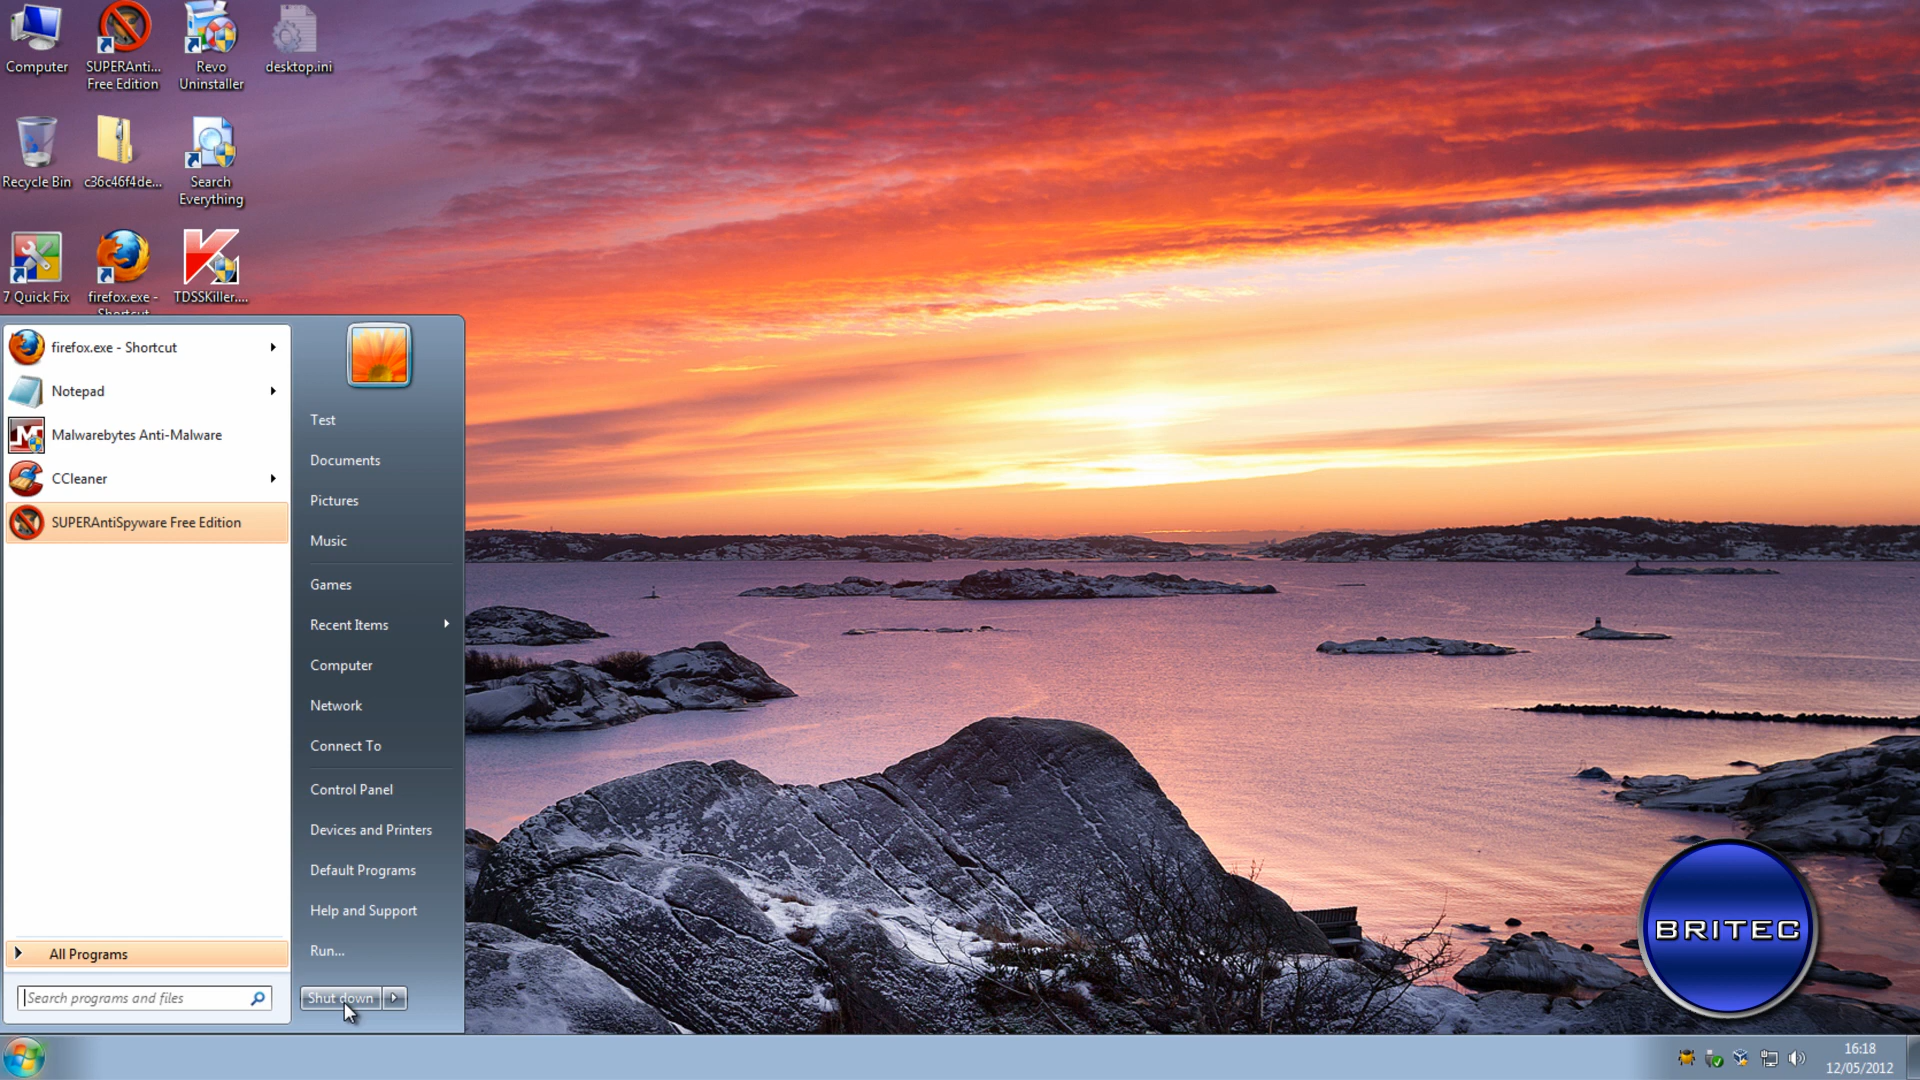 Computer
SUPERAnti...
Free Edition
Revo
Uninstaller
desktop.ini
Recycle Bin
c36c46f4de...
Search
Everything
7 Quick Fix
firefox.exe -
Shortcut
TDSSKiller....
firefox.exe - Shortcut
Notepad
Malwarebytes Anti-Malware
CCleaner
SUPERAntiSpyware Free Edition
All Programs
Search programs and files
Test
Documents
Pictures
Music
Games
Recent Items
Computer
Network
Connect To
Control Panel
Devices and Printers
Default Programs
Help and Support
Run...
Shut down
BRITEC
16:18
12/05/2012